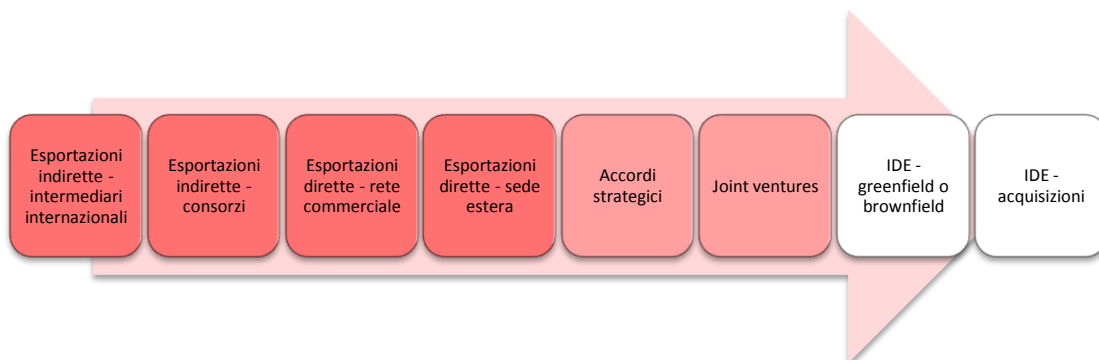 Esportazioni
indirette -
intermediari
internazionali
Esportazioni
indirette -
consorzi
Esportazioni
dirette - rete
commerciale
Esportazioni
dirette - sede
estera
Accordi
strategici
Joint ventures
IDE -
greenfield o
brownfield
IDE -
acquisizioni